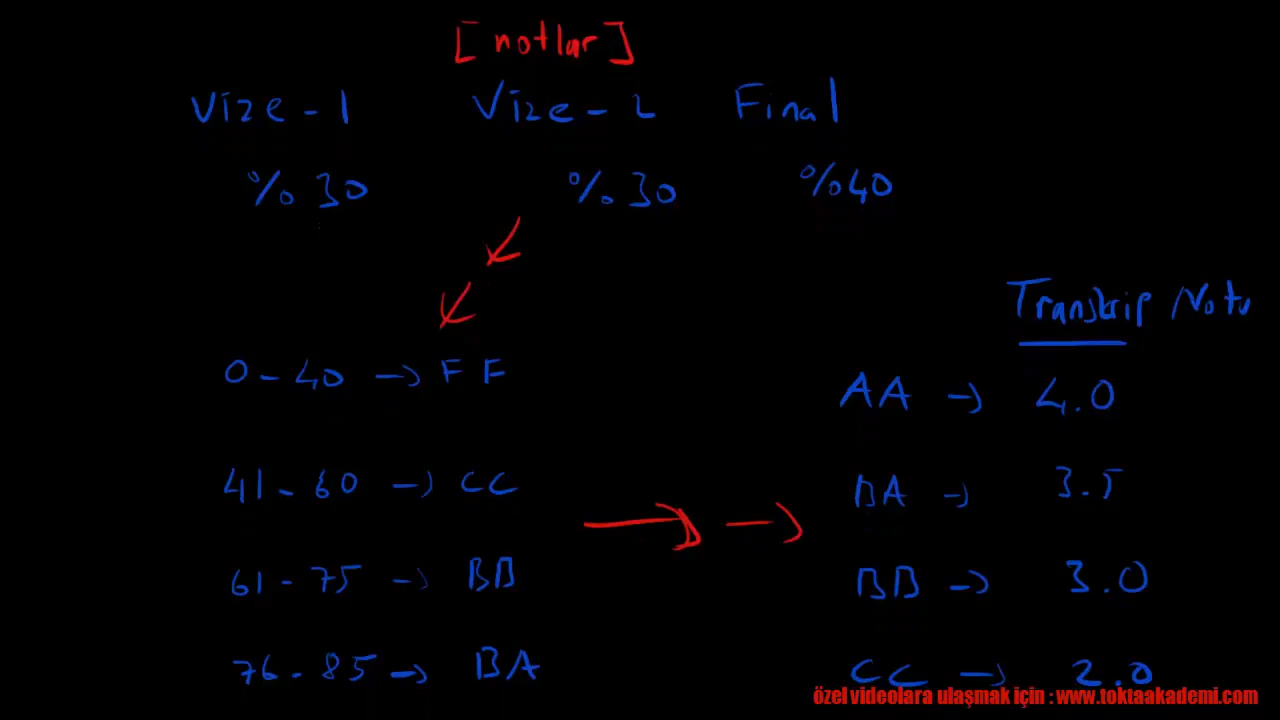 [notlar]
Vize-1 Vize-2 Final
%30 %30 %40
Transkrip Notu
0-40 → FF
AA → 4.0
41-60 → CC
BA → 3.5
61-75 → BB
BB → 3.0
76-85 → BA
CC → 2.0
özel videolara ulaşmak için : www.toktaakademi.com